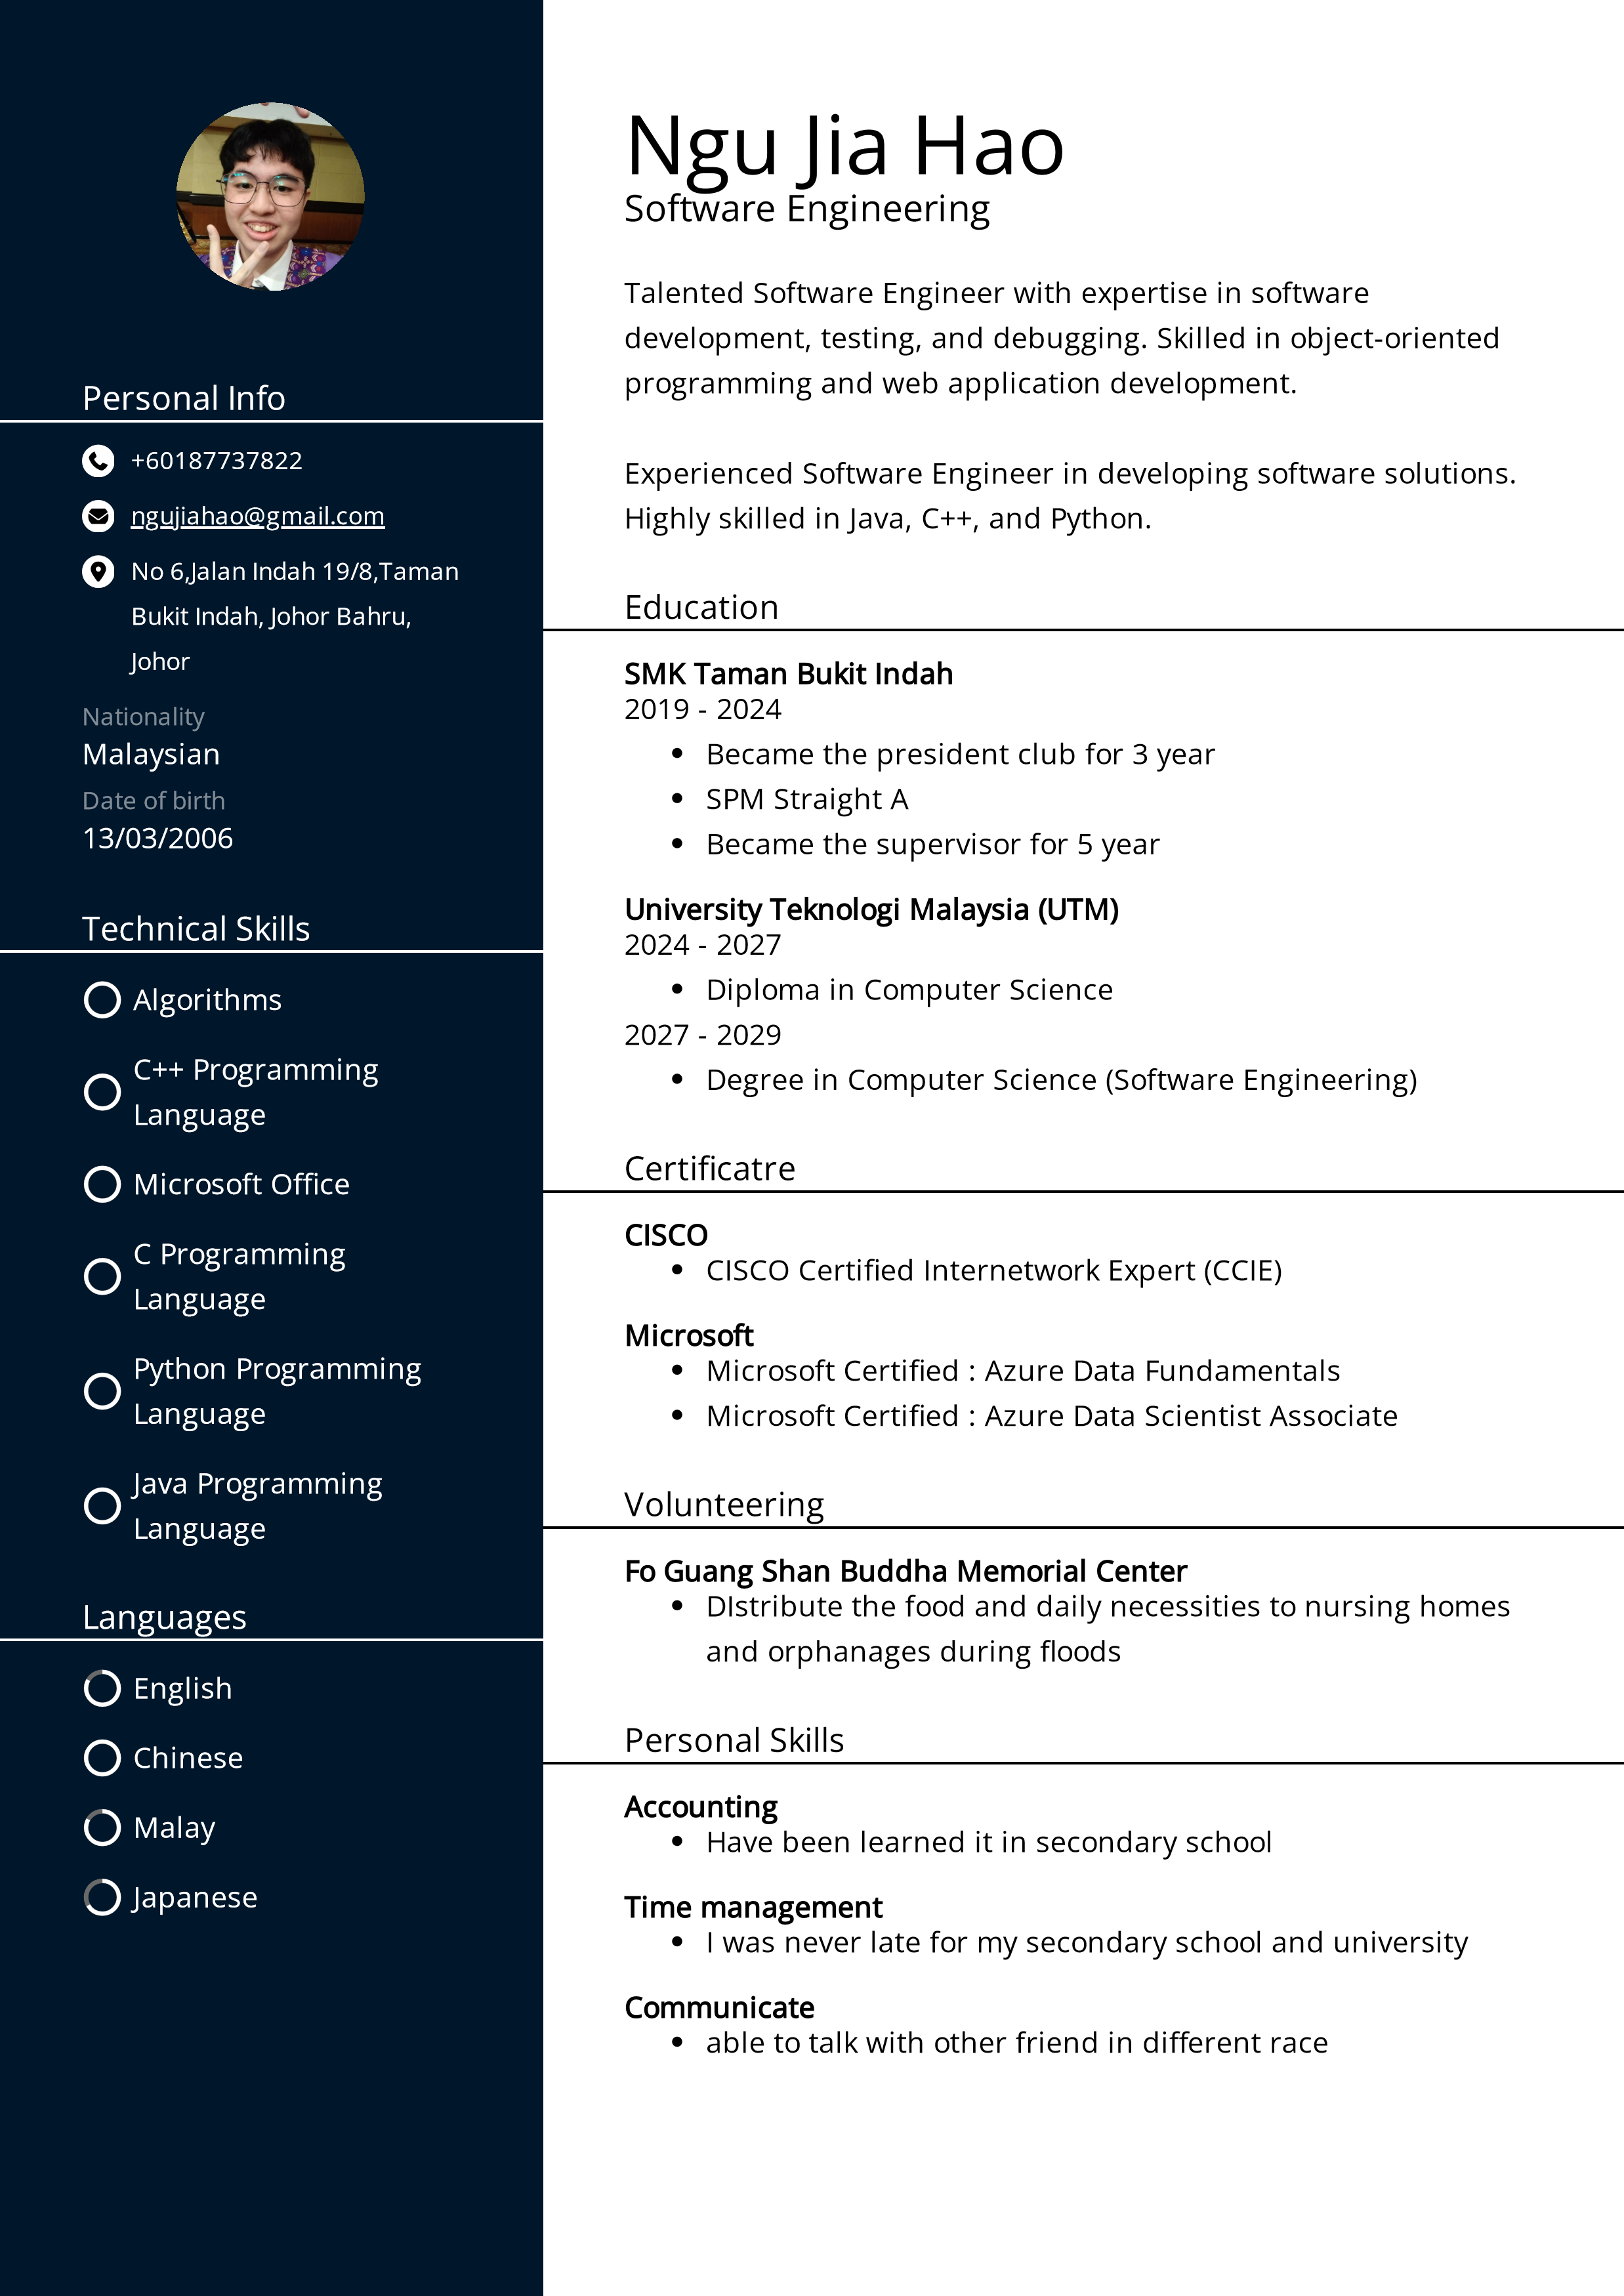 Personal Info
+60187737822
ngujiahao@gmail.com
No 6,Jalan Indah 19/8,Taman
Bukit Indah, Johor Bahru,
Johor
Nationality
Malaysian
Date of birth
13/03/2006
Technical Skills
Algorithms
C++ Programming
Language
Microsoft Office
C Programming
Language
Python Programming
Language
Java Programming
Language
Languages
English
Chinese
Malay
Japanese
Ngu Jia Hao
Software Engineering
Talented Software Engineer with expertise in software
development, testing, and debugging. Skilled in object-oriented
programming and web application development.
Experienced Software Engineer in developing software solutions.
Highly skilled in Java, C++, and Python.
Education
SMK Taman Bukit Indah
2019 - 2024
• Became the president club for 3 year
• SPM Straight A
• Became the supervisor for 5 year
University Teknologi Malaysia (UTM)
2024 - 2027
• Diploma in Computer Science
2027 - 2029
• Degree in Computer Science (Software Engineering)
Certificatre
CISCO
• CISCO Certified Internetwork Expert (CCIE)
Microsoft
• Microsoft Certified : Azure Data Fundamentals
• Microsoft Certified : Azure Data Scientist Associate
Volunteering
Fo Guang Shan Buddha Memorial Center
• DIstribute the food and daily necessities to nursing homes
and orphanages during floods
Personal Skills
Accounting
• Have been learned it in secondary school
Time management
• I was never late for my secondary school and university
Communicate
• able to talk with other friend in different race